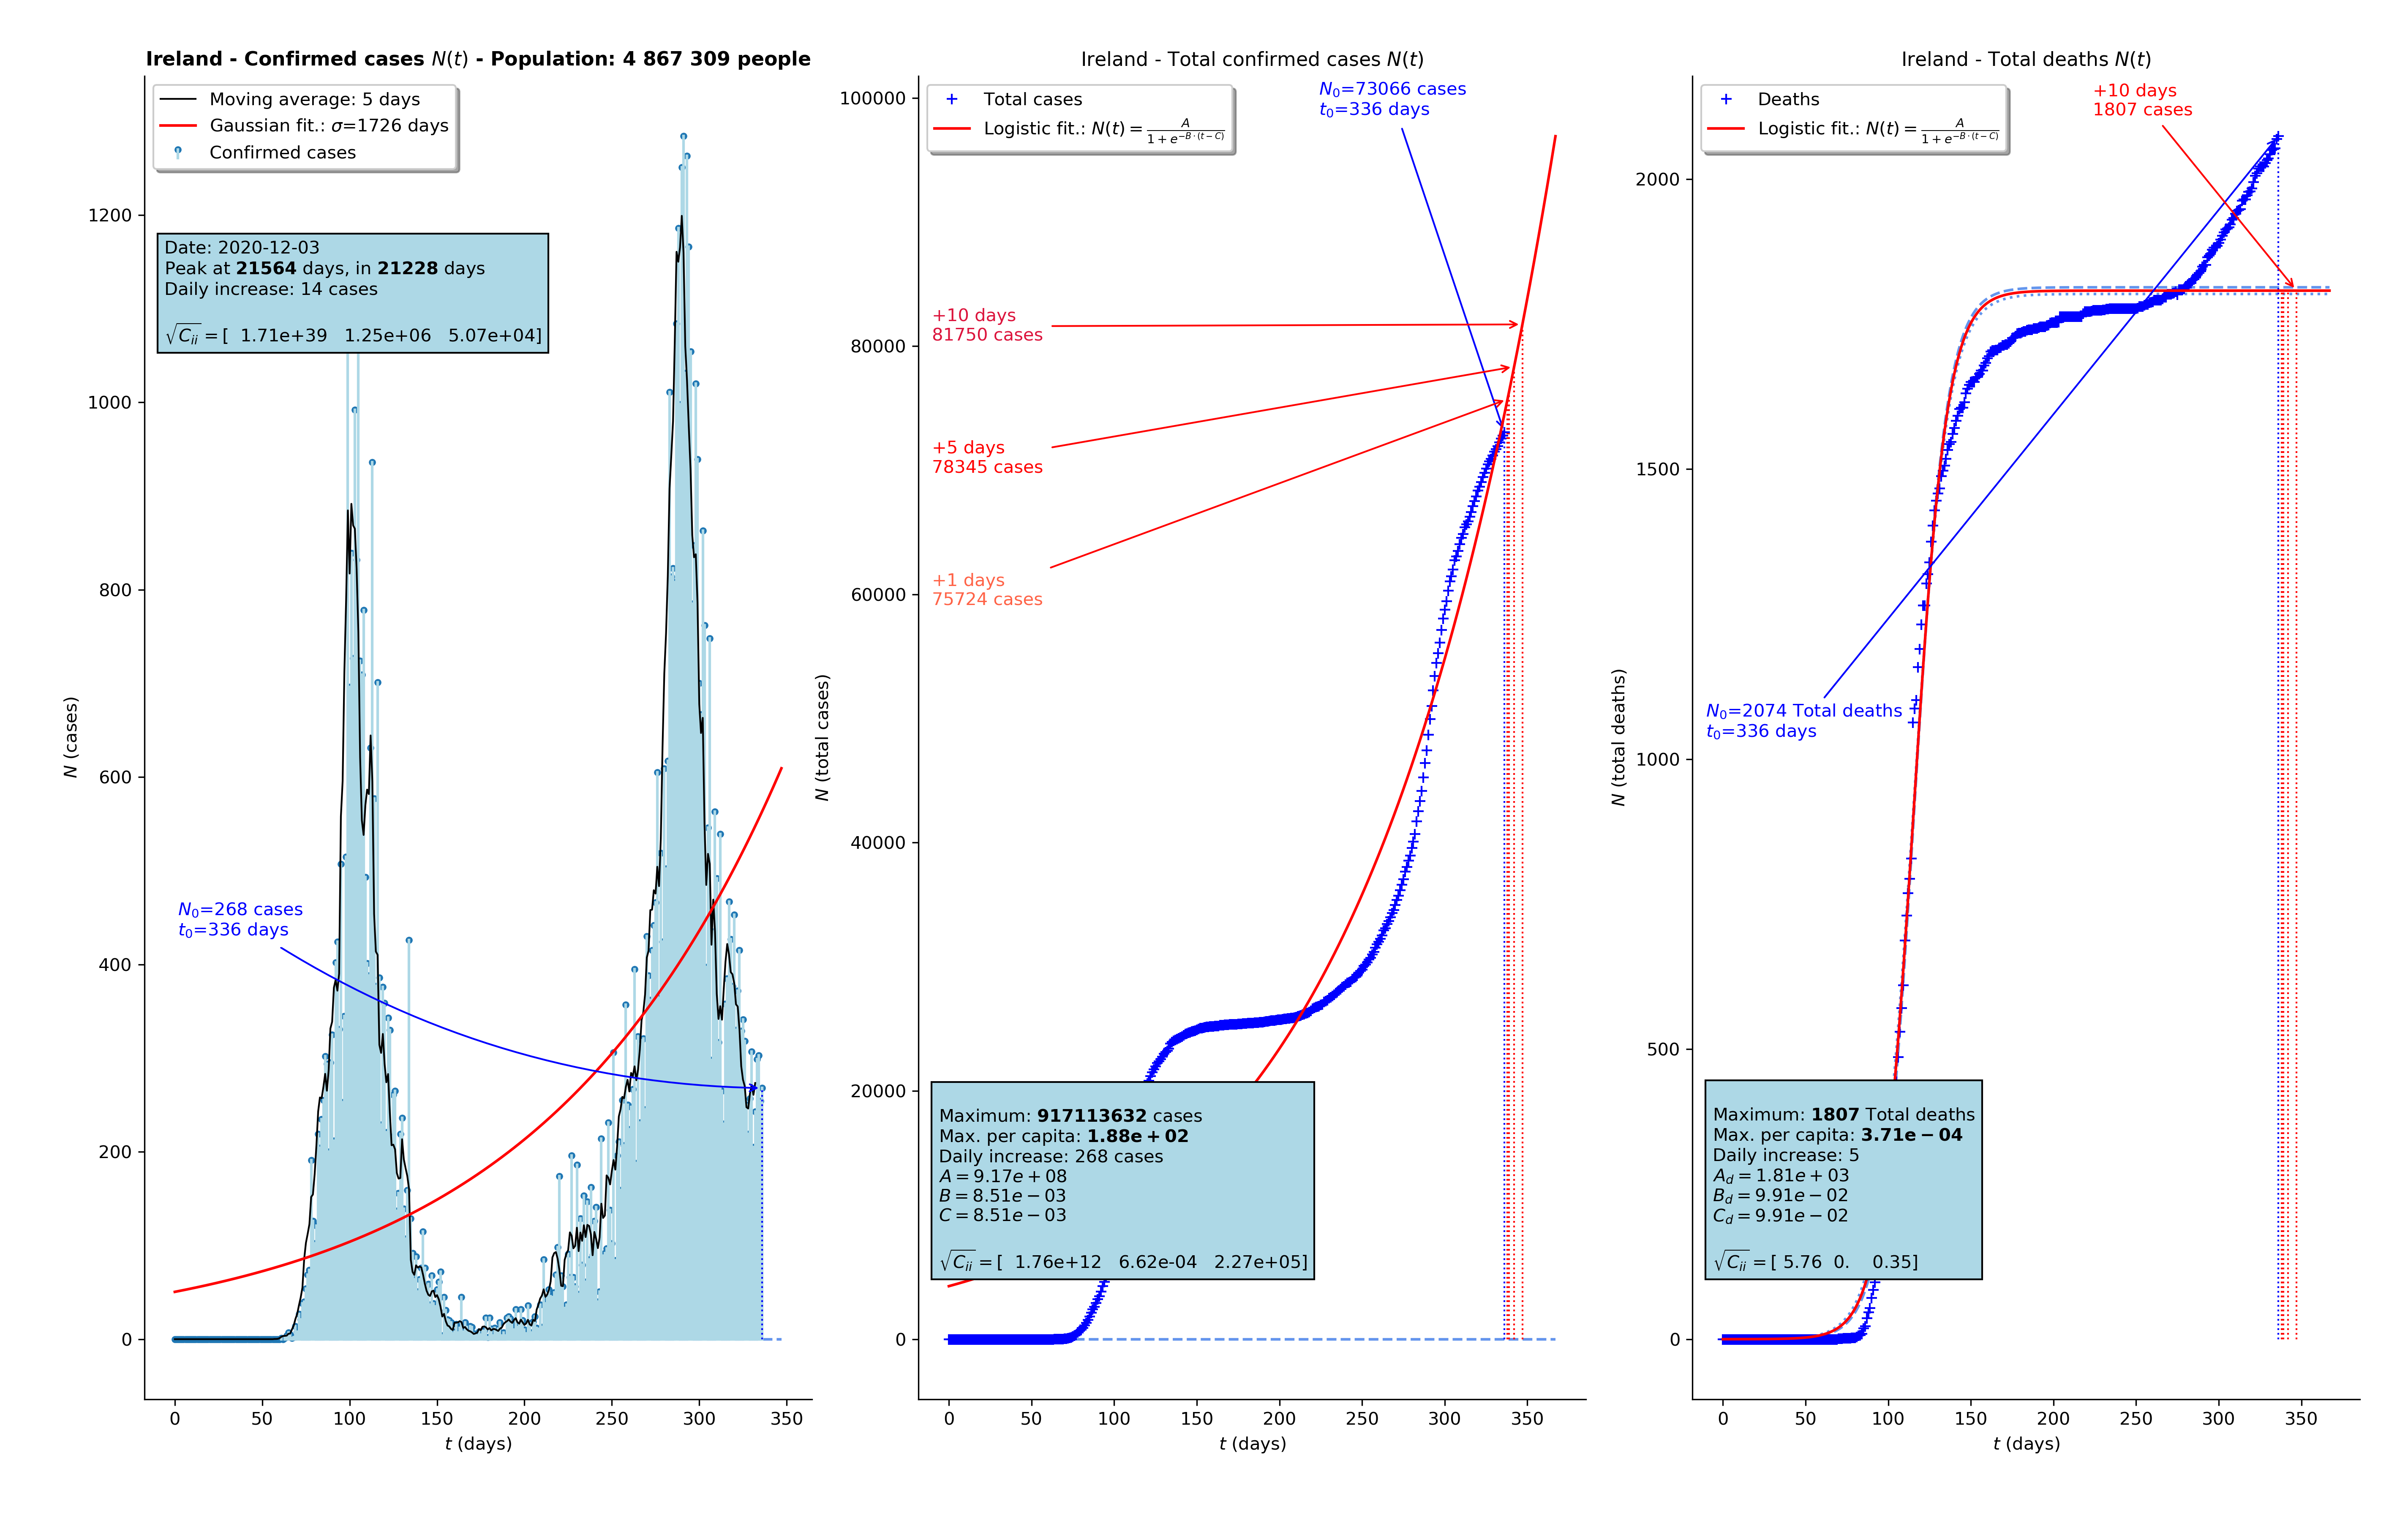 Ireland - Confirmed cases N(t) - Population: 4 867 309 people
Moving average: 5 days
Gaussian fit.: σ=1726 days
Confirmed cases
Date: 2020-12-03
Peak at 21564 days, in 21228 days
Daily increase: 14 cases
√C_ii = [ 1.71e+39 1.25e+06 5.07e+04]
N₀=268 cases
t₀=336 days
1200
1000
800
600
400
200
0
N (cases)
0 50 100 150 200 250 300 350
t (days)
Ireland - Total confirmed cases N(t)
Total cases
Logistic fit.: N(t) = A / (1 + e^(−B·(t−C)))
N₀=73066 cases
t₀=336 days
+10 days
81750 cases
+5 days
78345 cases
+1 days
75724 cases
Maximum: 917113632 cases
Max. per capita: 1.88e + 02
Daily increase: 268 cases
A = 9.17e + 08
B = 8.51e − 03
C = 8.51e − 03
√C_ii = [ 1.76e+12 6.62e-04 2.27e+05]
100000
80000
60000
40000
20000
0
N (total cases)
0 50 100 150 200 250 300 350
t (days)
Ireland - Total deaths N(t)
Deaths
Logistic fit.: N(t) = A / (1 + e^(−B·(t−C)))
+10 days
1807 cases
N₀=2074 Total deaths
t₀=336 days
Maximum: 1807 Total deaths
Max. per capita: 3.71e − 04
Daily increase: 5
A_d = 1.81e + 03
B_d = 9.91e − 02
C_d = 9.91e − 02
√C_ii = [ 5.76 0. 0.35]
2000
1500
1000
500
0
N (total deaths)
0 50 100 150 200 250 300 350
t (days)